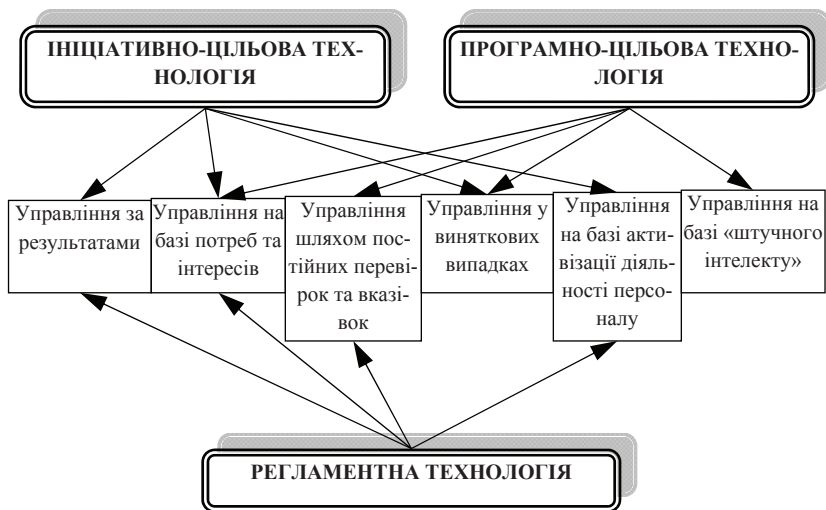 ІНІЦІАТИВНО-ЦІЛЬОВА ТЕХ-
НОЛОГІЯ
ПРОГРАМНО-ЦІЛЬОВА ТЕХНО-
ЛОГІЯ
Управління за
результатами
Управління на
базі потреб та
інтересів
Управління
шляхом пос-
тійних переві-
рок та вказі-
вок
Управління у
виняткових
випадках
Управління
на базі акти-
візації діяль-
ності персо-
налу
Управління на
базі «штучного
інтелекту»
РЕГЛАМЕНТНА ТЕХНОЛОГІЯ